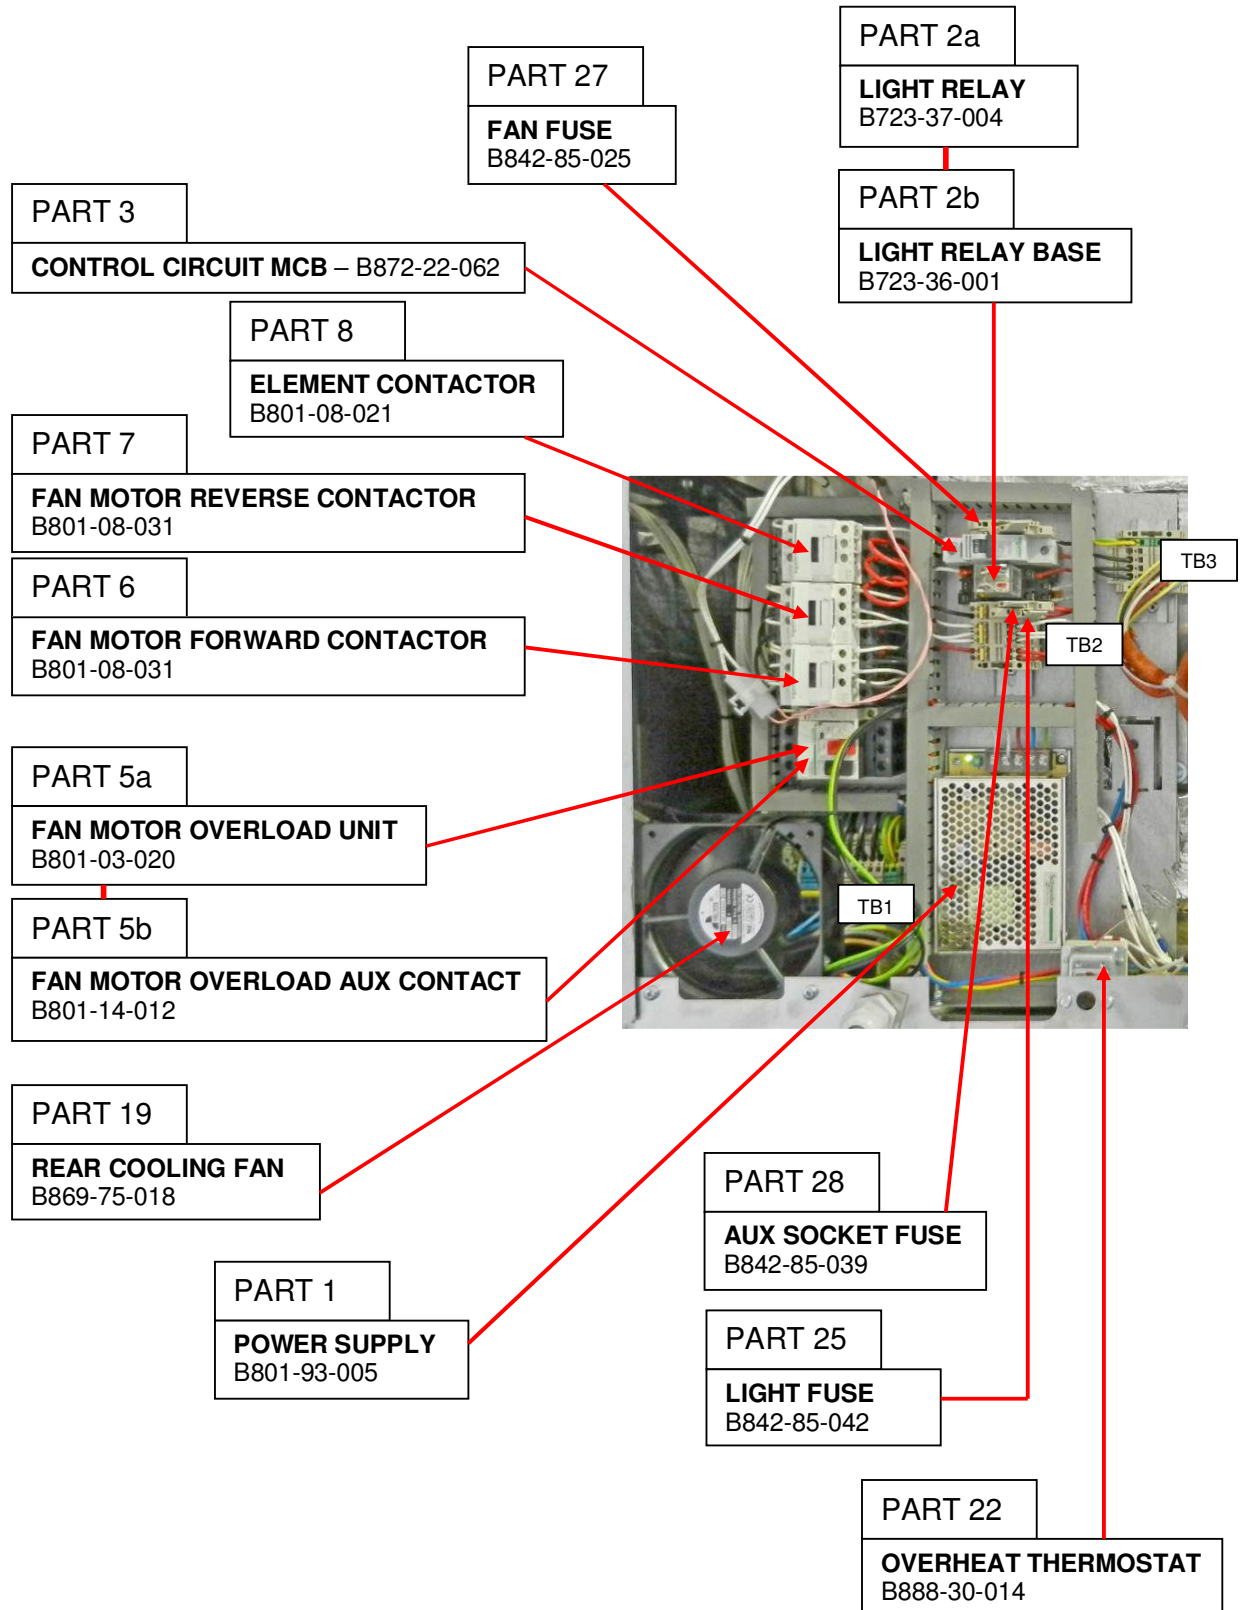 PART 2a
LIGHT RELAY
B723-37-004
PART 27
FAN FUSE
B842-85-025
PART 2b
LIGHT RELAY BASE
B723-36-001
PART 3
CONTROL CIRCUIT MCB – B872-22-062
PART 8
ELEMENT CONTACTOR
B801-08-021
PART 7
FAN MOTOR REVERSE CONTACTOR
B801-08-031
PART 6
FAN MOTOR FORWARD CONTACTOR
B801-08-031
TB3
TB2
PART 5a
FAN MOTOR OVERLOAD UNIT
B801-03-020
TB1
PART 5b
FAN MOTOR OVERLOAD AUX CONTACT
B801-14-012
PART 19
REAR COOLING FAN
B869-75-018
PART 28
AUX SOCKET FUSE
B842-85-039
PART 1
POWER SUPPLY
B801-93-005
PART 25
LIGHT FUSE
B842-85-042
PART 22
OVERHEAT THERMOSTAT
B888-30-014